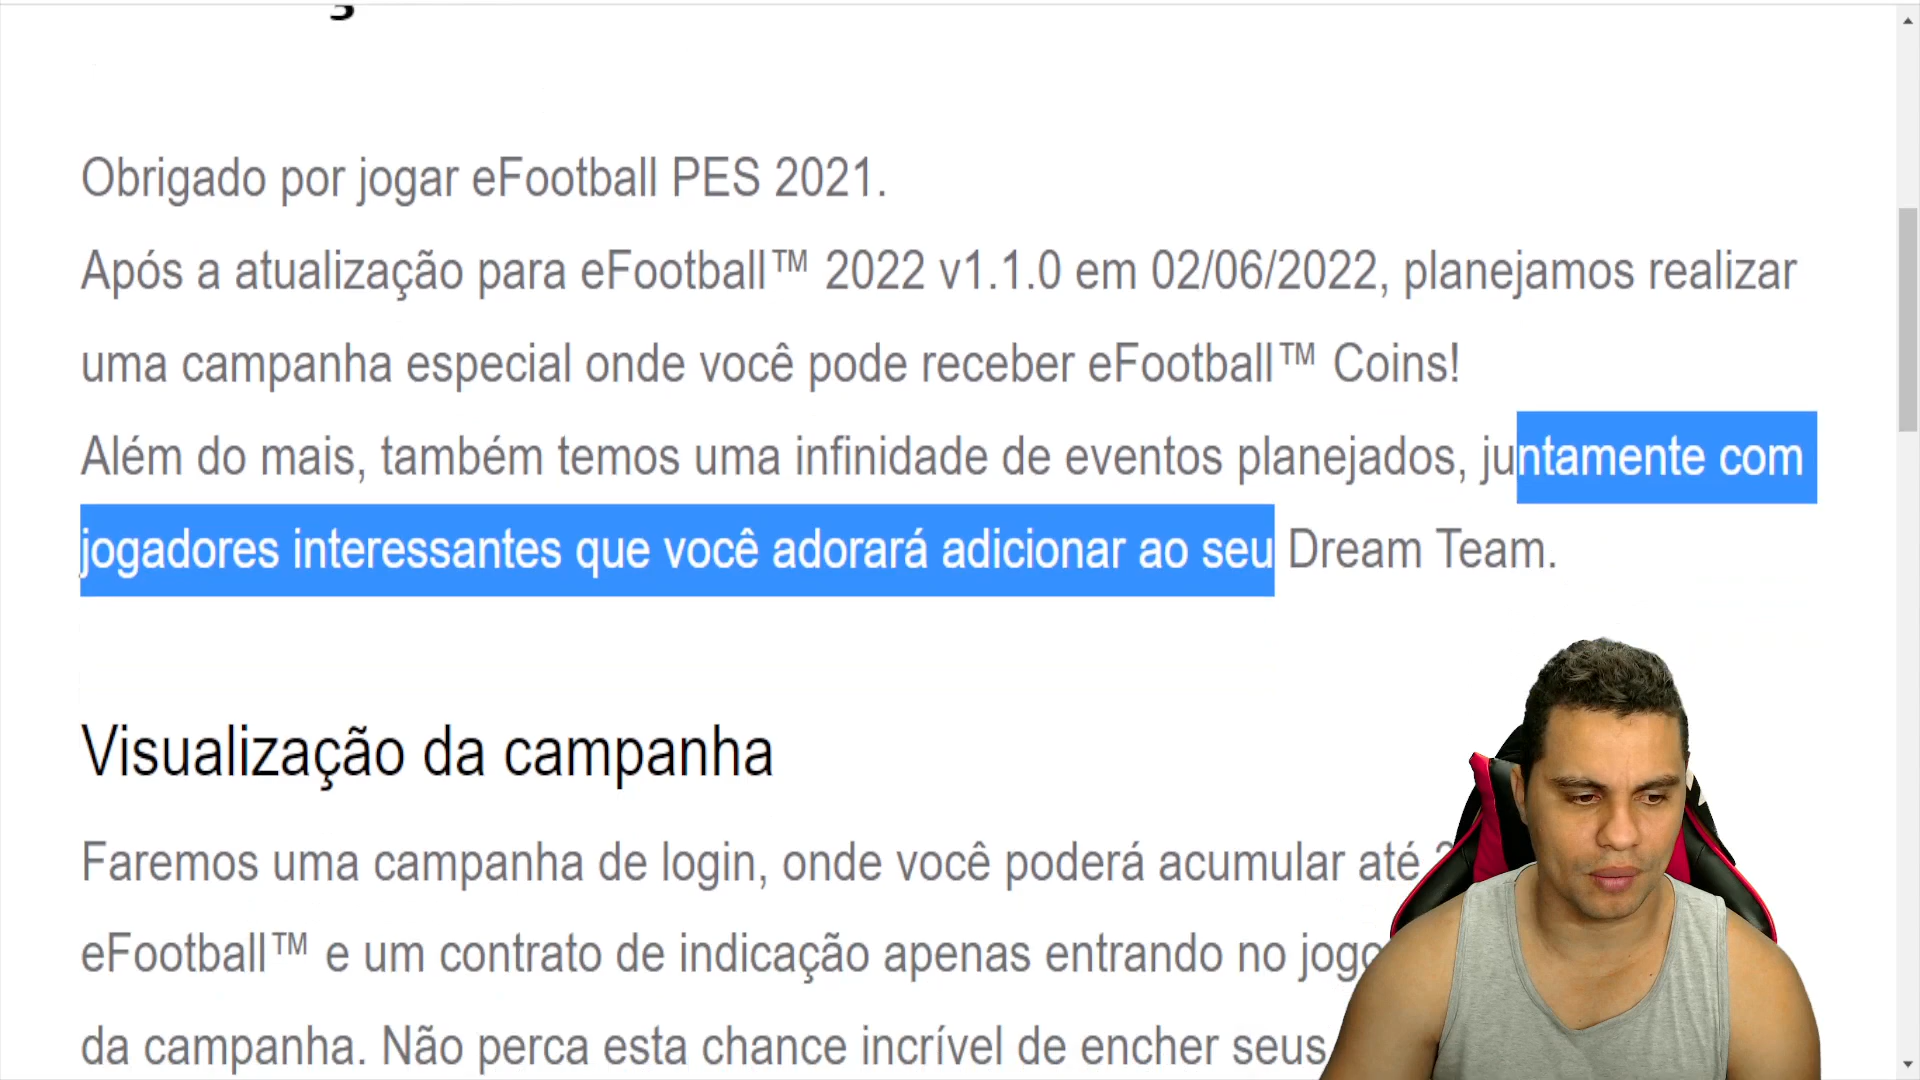 Obrigado por jogar eFootball PES 2021.
Após a atualização para eFootball™ 2022 v1.1.0 em 02/06/2022, planejamos realizar
uma campanha especial onde você pode receber eFootball™ Coins!
Além do mais, também temos uma infinidade de eventos planejados, juntamente com
jogadores interessantes que você adorará adicionar ao seu Dream Team.
Visualização da campanha
Faremos uma campanha de login, onde você poderá acumular até
eFootball™ e um contrato de indicação apenas entrando no jogo
da campanha. Não perca esta chance incrível de encher seus